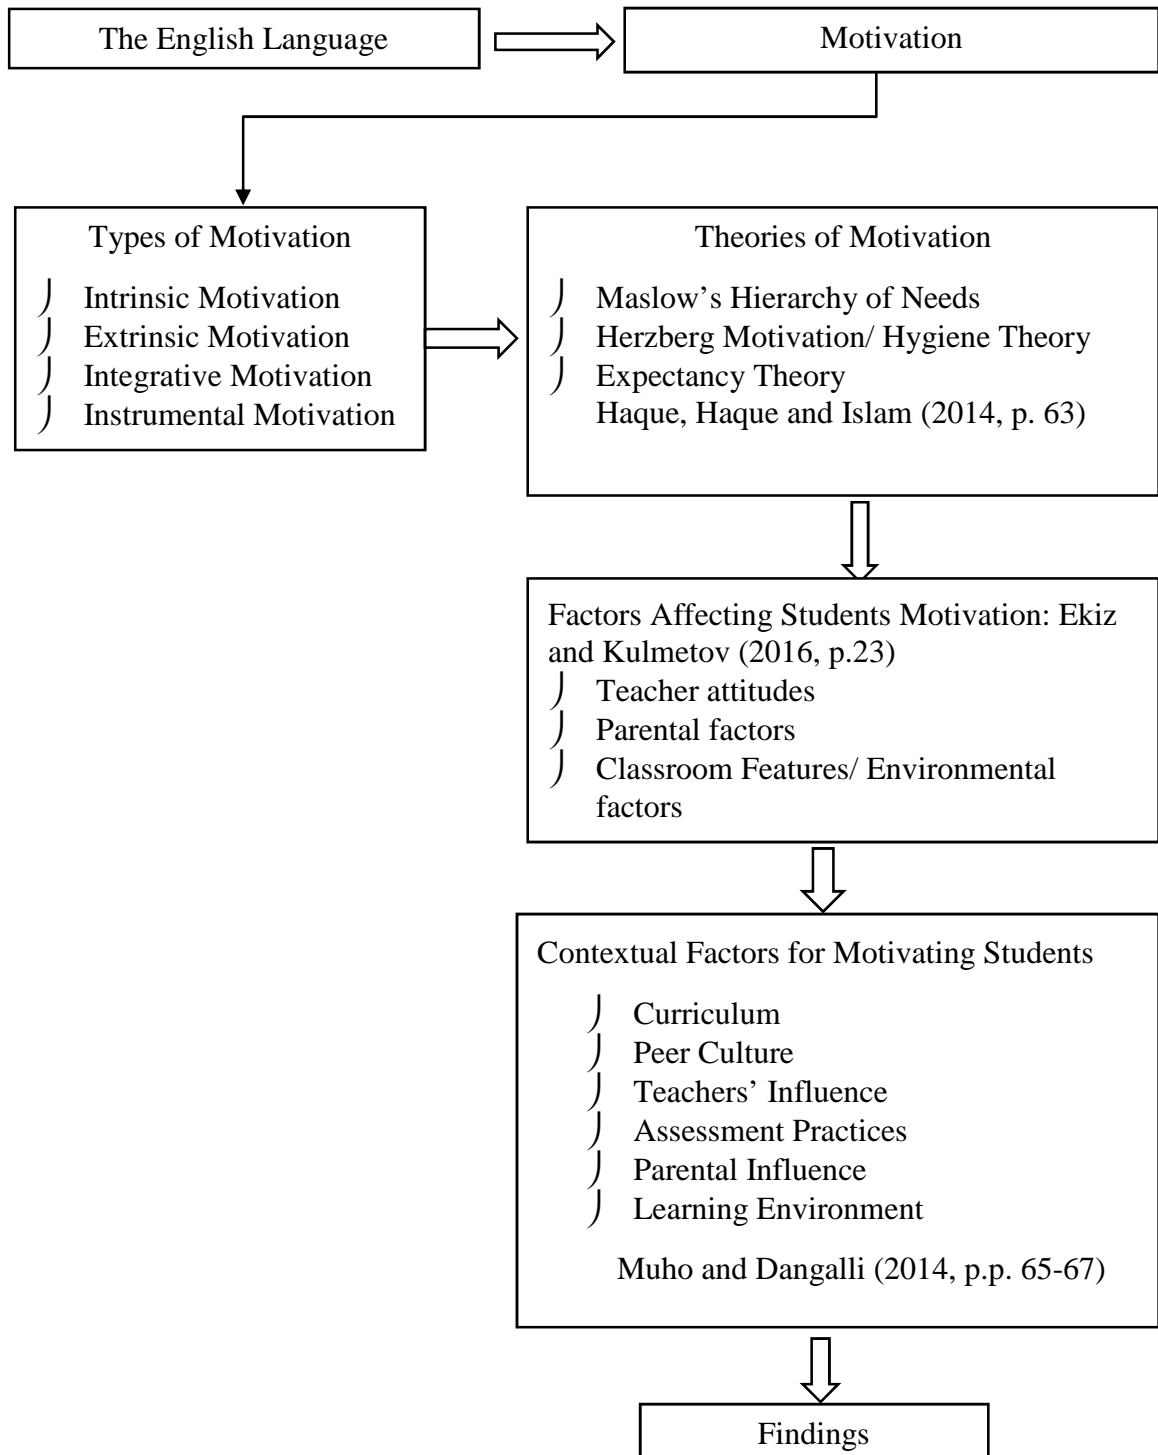 The English Language
Motivation
Types of Motivation
Intrinsic Motivation
Extrinsic Motivation
Integrative Motivation
Instrumental Motivation
Theories of Motivation
Maslow’s Hierarchy of Needs
Herzberg Motivation/ Hygiene Theory
Expectancy Theory
Haque, Haque and Islam (2014, p. 63)
Factors Affecting Students Motivation: Ekiz
and Kulmetov (2016, p.23)
Teacher attitudes
Parental factors
Classroom Features/ Environmental
factors
Contextual Factors for Motivating Students
Curriculum
Peer Culture
Teachers’ Influence
Assessment Practices
Parental Influence
Learning Environment
Muho and Dangalli (2014, p.p. 65-67)
Findings